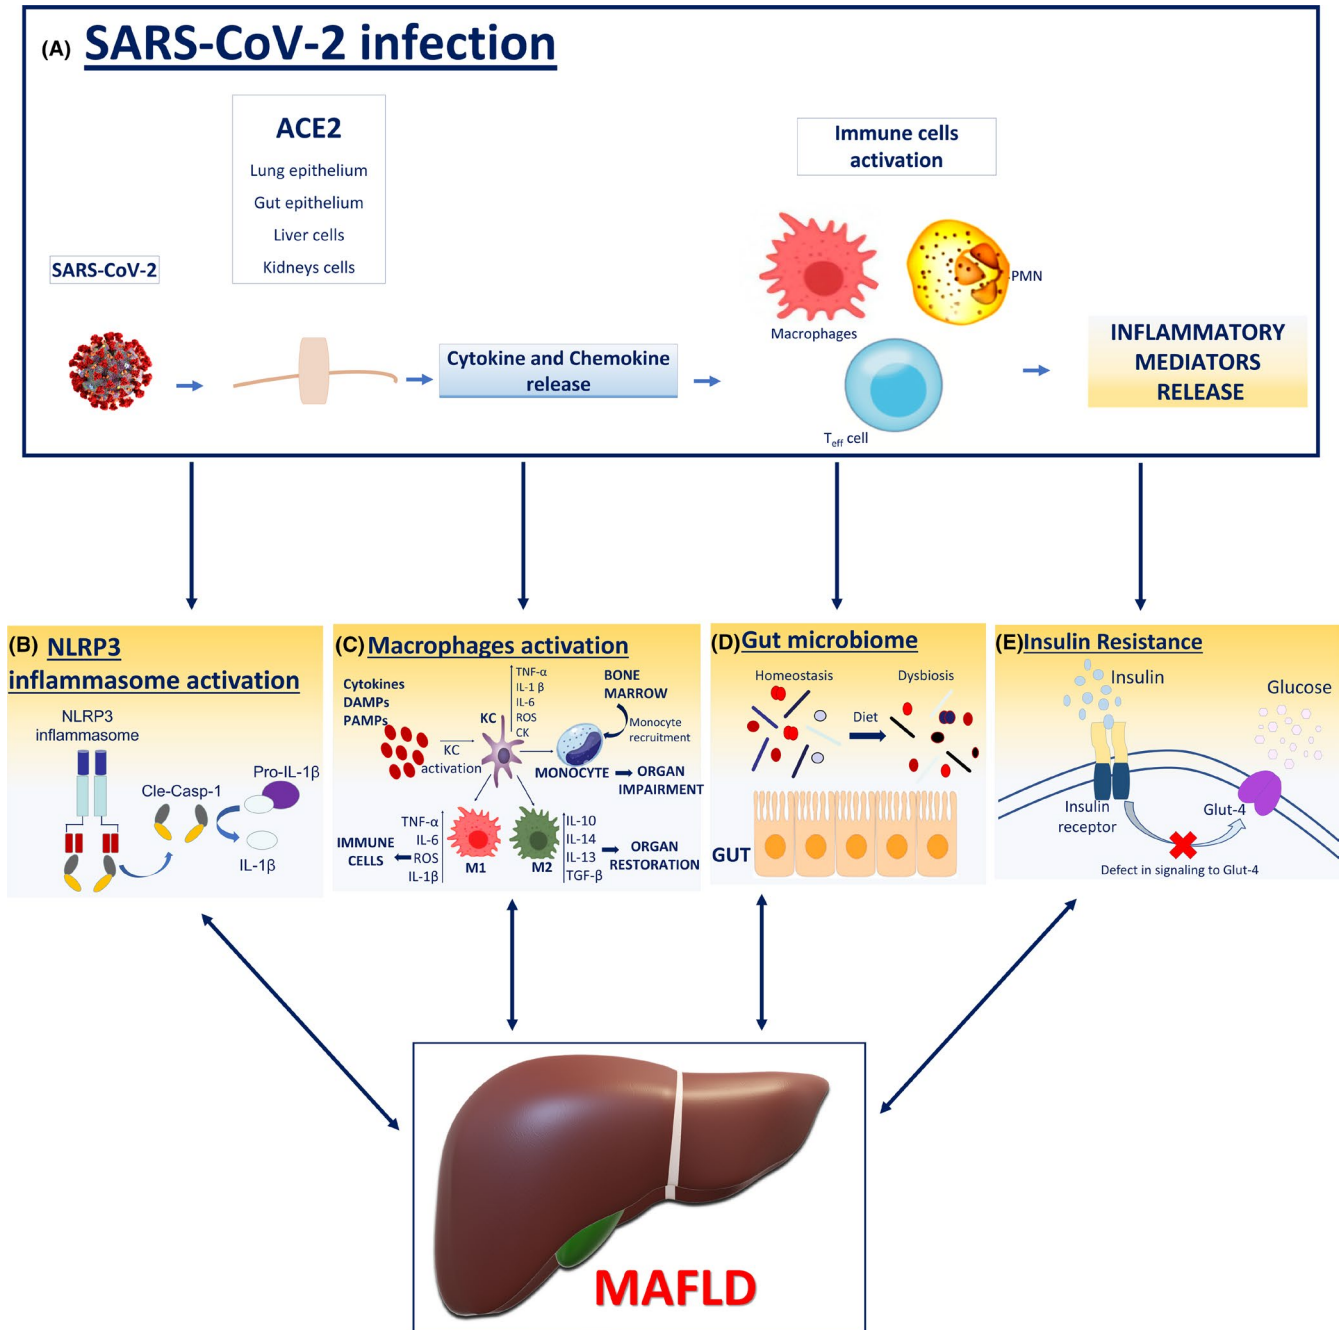 (A) SARS-CoV-2 infection
ACE2
Lung epithelium
Gut epithelium
Liver cells
Kidneys cells
SARS-CoV-2
Cytokine and Chemokine
release
Immune cells
activation
Macrophages
PMN
Teff cell
INFLAMMATORY
MEDIATORS
RELEASE
(B) NLRP3
inflammasome activation
NLRP3
inflammasome
Cle-Casp-1
Pro-IL-1β
IL-1β
(C) Macrophages activation
Cytokines
DAMPs
PAMPs
KC
activation
KC
TNF-α
IL-1 β
IL-6
ROS
CK
BONE
MARROW
Monocyte
recruitment
MONOCYTE
ORGAN
IMPAIRMENT
IMMUNE
CELLS
TNF-α
IL-6
ROS
IL-1β
M1
M2
IL-10
IL-14
IL-13
TGF-β
ORGAN
RESTORATION
(D) Gut microbiome
Homeostasis
Diet
Dysbiosis
GUT
(E) Insulin Resistance
Insulin
Glucose
Insulin
receptor
Glut-4
Defect in signaling to Glut-4
MAFLD